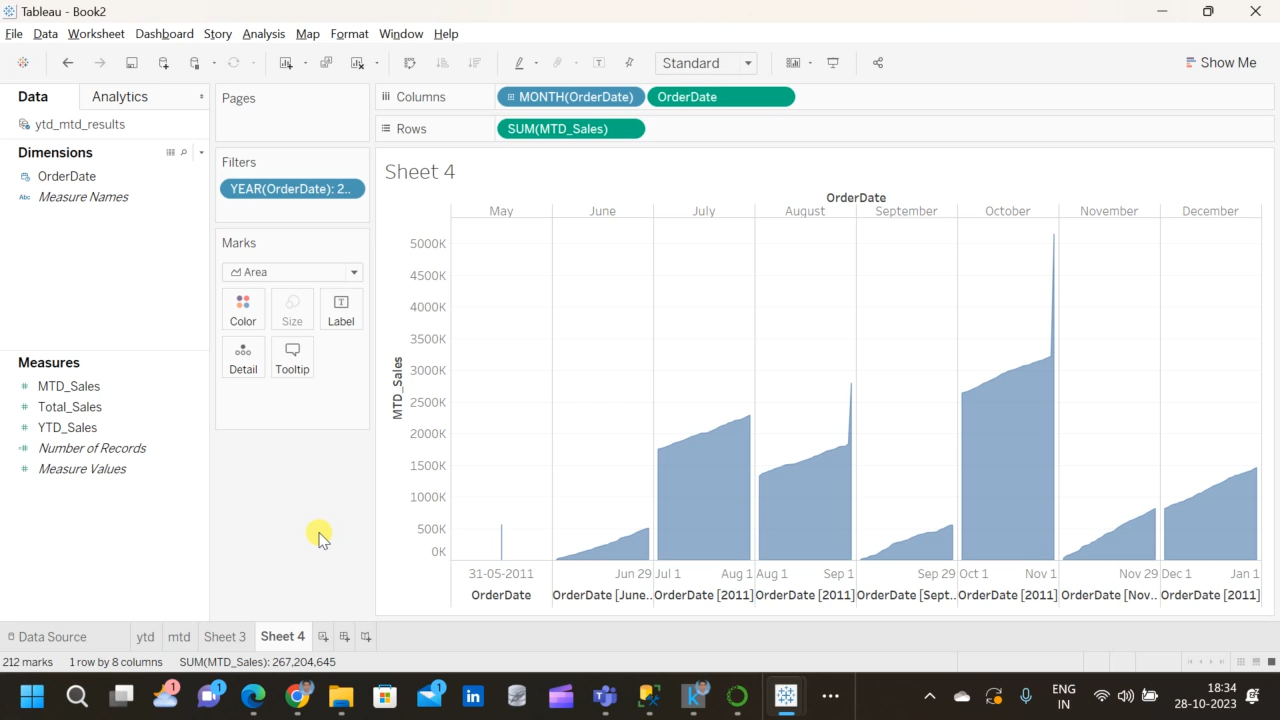 Tableau - Book2
File Data Worksheet Dashboard Story Analysis Map Format Window Help
Standard
Show Me
Data Analytics
ytd_mtd_results
Dimensions
OrderDate
Abc Measure Names
Measures
MTD_Sales
Total_Sales
YTD_Sales
Number of Records
Measure Values
Pages
Filters
YEAR(OrderDate): 2..
Marks
Area
Color Size Label
Detail Tooltip
Columns MONTH(OrderDate) OrderDate
Rows SUM(MTD_Sales)
Sheet 4
OrderDate
May June July August September October November December
MTD_Sales
5000K
4500K
4000K
3500K
3000K
2500K
2000K
1500K
1000K
500K
0K
31-05-2011 Jun 29 Jul 1 Aug 1 Aug 1 Sep 1 Sep 29 Oct 1 Nov 1 Nov 29 Dec 1 Jan 1
OrderDate OrderDate [June.. OrderDate [2011] OrderDate [2011] OrderDate [Sept.. OrderDate [2011] OrderDate [Nov.. OrderDate [2011]
Data Source ytd mtd Sheet 3 Sheet 4
212 marks 1 row by 8 columns SUM(MTD_Sales): 267,204,645
1 1 1
ENG
IN
18:34
28-10-2023